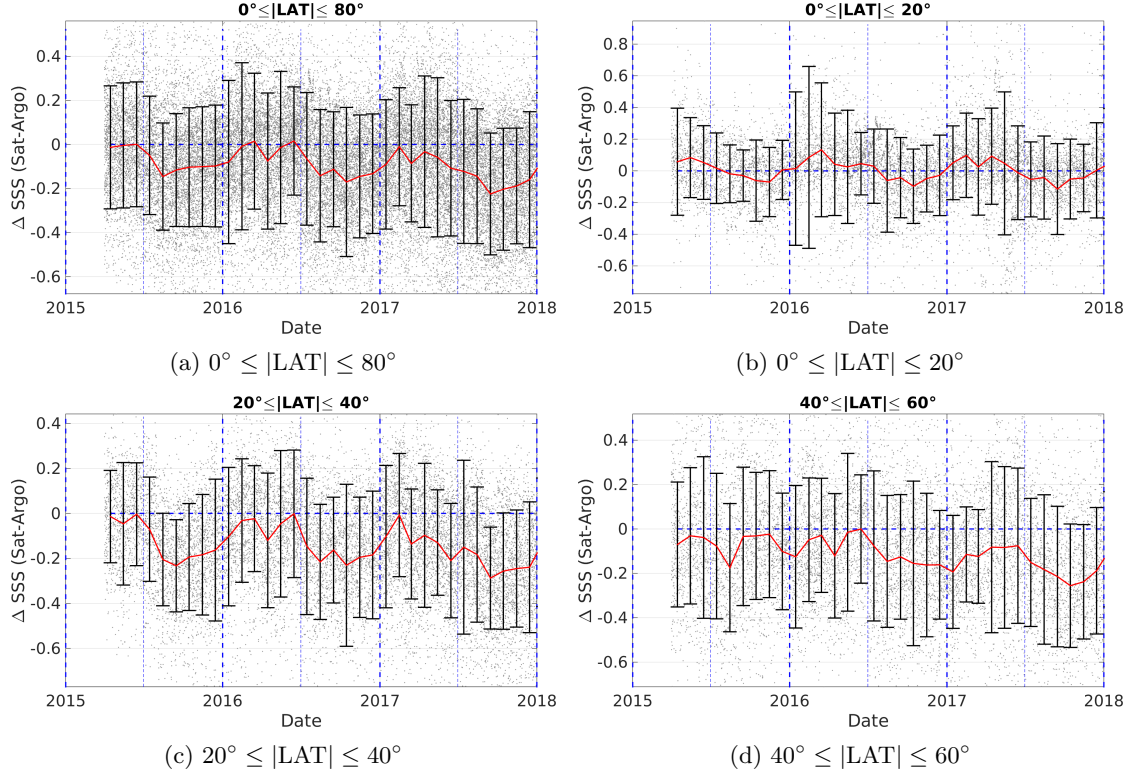 0°≤|LAT|≤ 80°
Δ SSS (Sat-Argo)
0.4
0.2
0
-0.2
-0.4
-0.6
2015 2016 2017 2018
Date
(a) 0° ≤ |LAT| ≤ 80°
0°≤|LAT|≤ 20°
Δ SSS (Sat-Argo)
0.8
0.6
0.4
0.2
0
-0.2
-0.4
-0.6
2015 2016 2017 2018
Date
(b) 0° ≤ |LAT| ≤ 20°
20°≤|LAT|≤ 40°
Δ SSS (Sat-Argo)
0.4
0.2
0
-0.2
-0.4
-0.6
2015 2016 2017 2018
Date
(c) 20° ≤ |LAT| ≤ 40°
40°≤|LAT|≤ 60°
Δ SSS (Sat-Argo)
0.4
0.2
0
-0.2
-0.4
-0.6
2015 2016 2017 2018
Date
(d) 40° ≤ |LAT| ≤ 60°